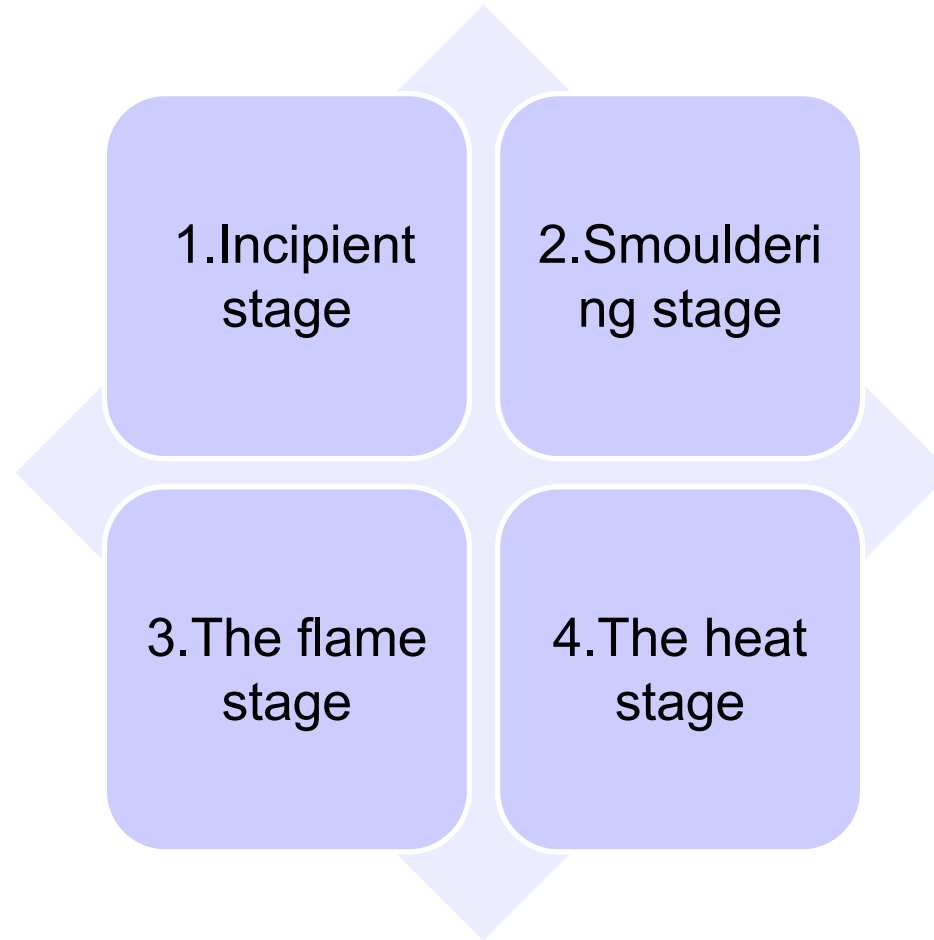 1.Incipient
stage
2.Smoulderi
ng stage
3.The flame
stage
4.The heat
stage